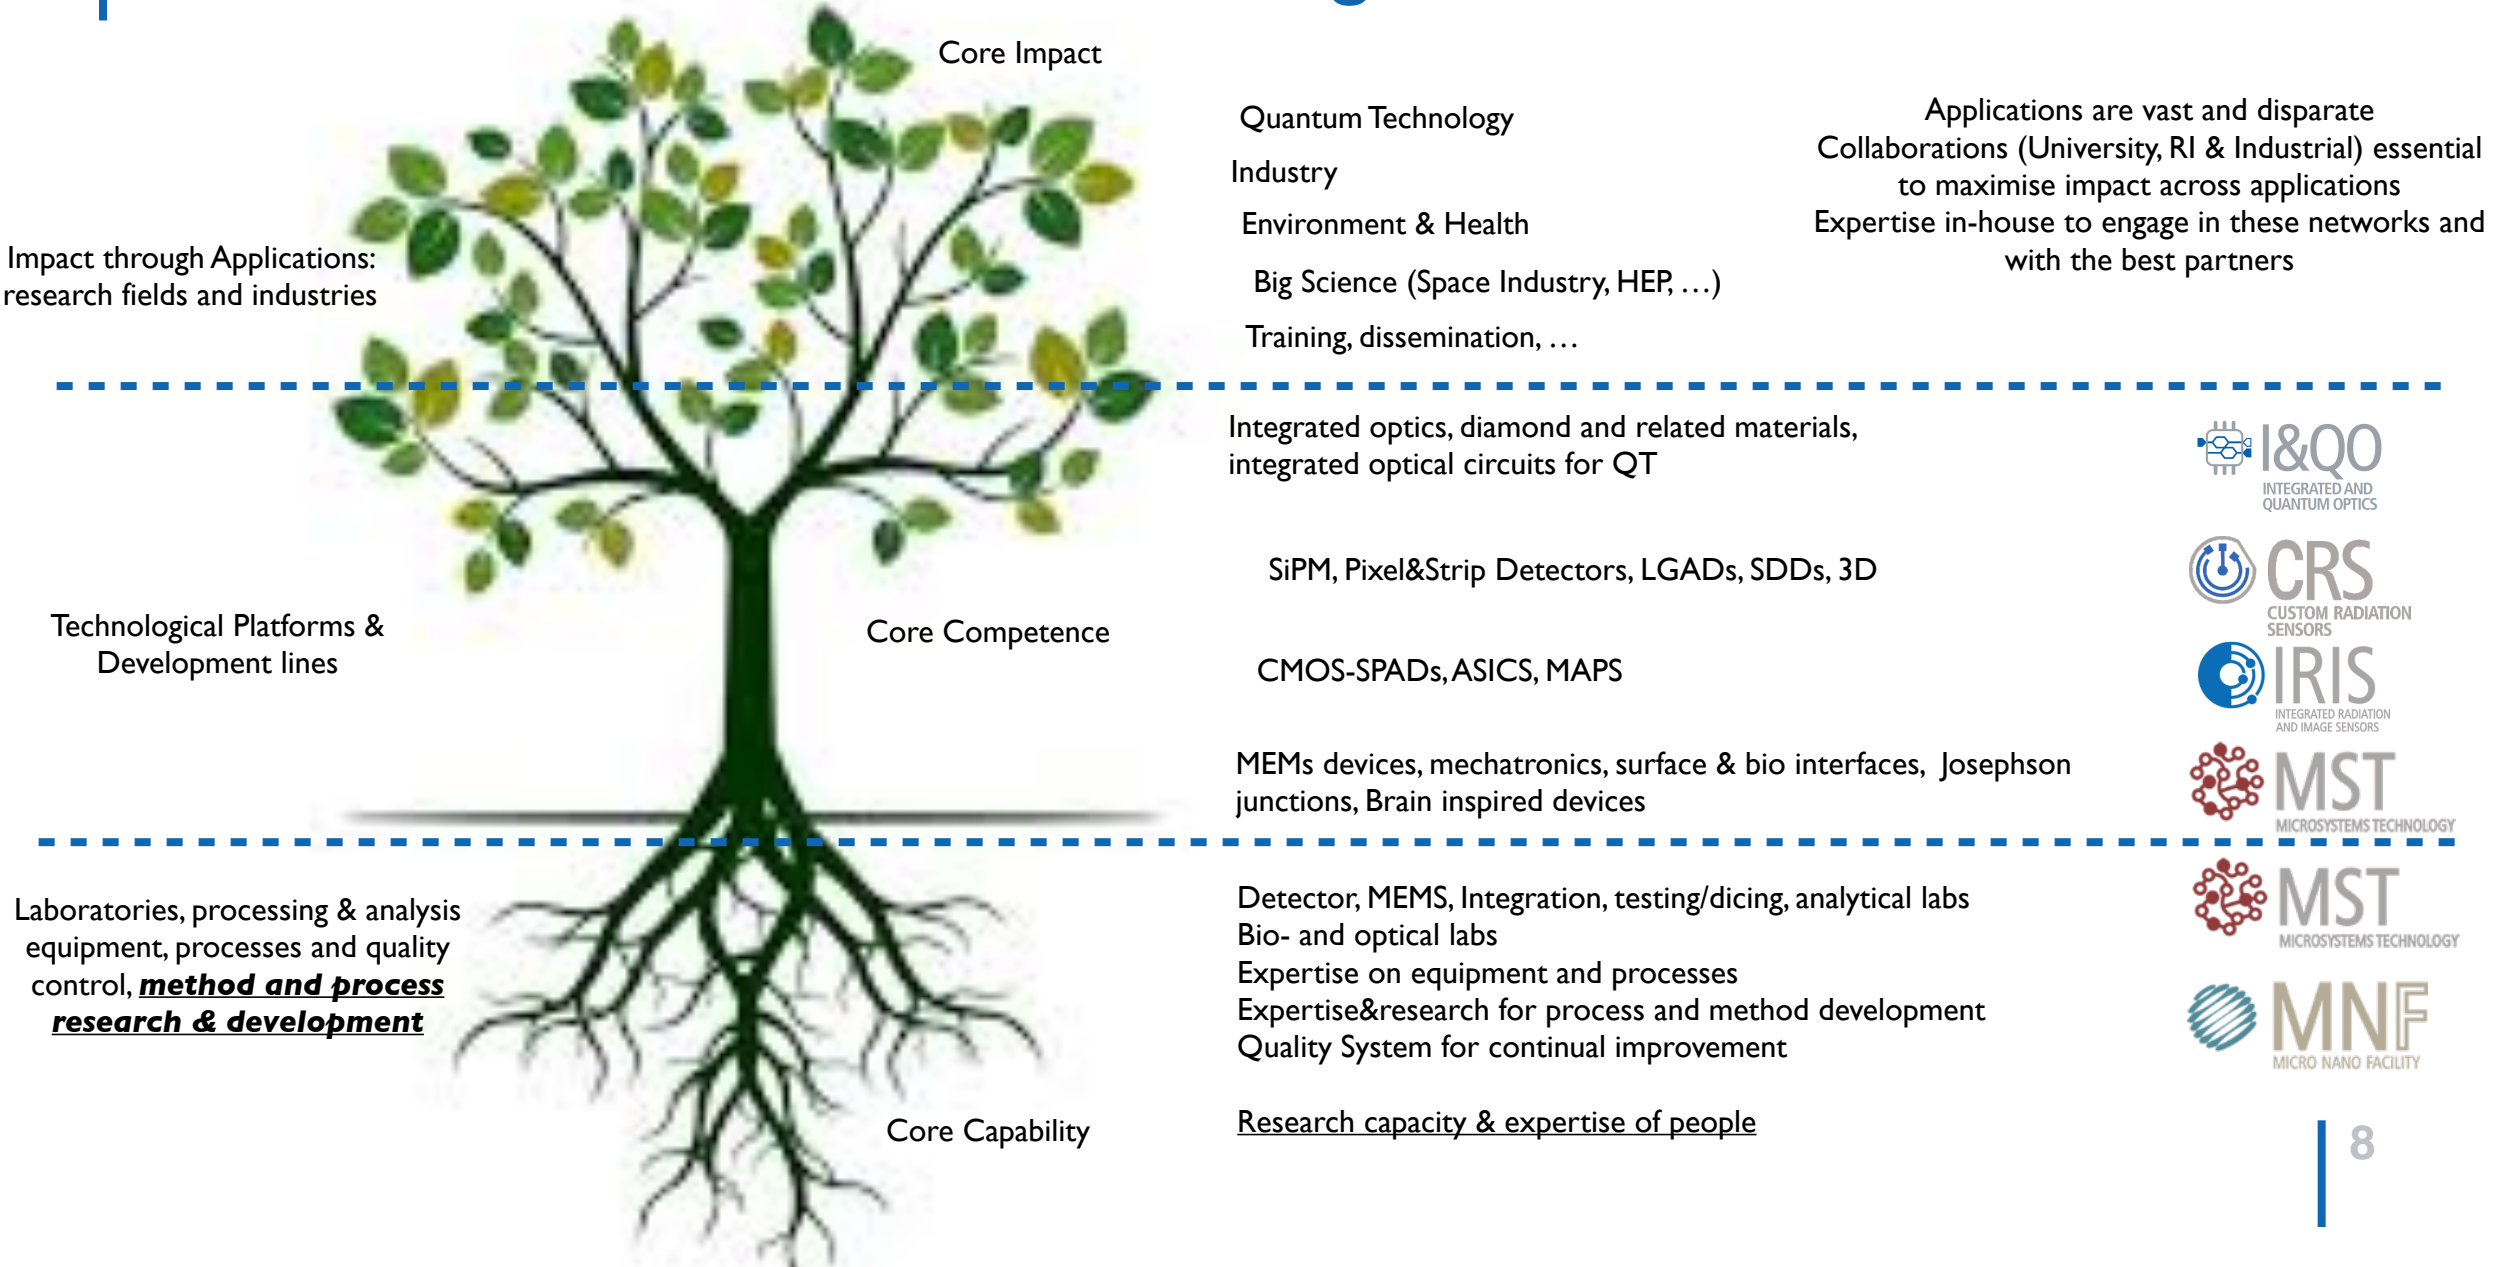 Core Impact
Impact through Applications:
research fields and industries
Quantum Technology
Industry
Environment & Health
Big Science (Space Industry, HEP, …)
Training, dissemination, …
Applications are vast and disparate
Collaborations (University, RI & Industrial) essential
to maximise impact across applications
Expertise in-house to engage in these networks and
with the best partners
Technological Platforms &
Development lines
Core Competence
Integrated optics, diamond and related materials,
integrated optical circuits for QT
I&QO
INTEGRATED AND
QUANTUM OPTICS
SiPM, Pixel&Strip Detectors, LGADs, SDDs, 3D
CRS
CUSTOM RADIATION
SENSORS
CMOS-SPADs, ASICS, MAPS
IRIS
INTEGRATED RADIATION
AND IMAGE SENSORS
MEMs devices, mechatronics, surface & bio interfaces, Josephson
junctions, Brain inspired devices
MST
MICROSYSTEMS TECHNOLOGY
Laboratories, processing & analysis
equipment, processes and quality
control, method and process
research & development
Core Capability
Detector, MEMS, Integration, testing/dicing, analytical labs
Bio- and optical labs
Expertise on equipment and processes
Expertise&research for process and method development
Quality System for continual improvement
Research capacity & expertise of people
MST
MICROSYSTEMS TECHNOLOGY
MNF
MICRO NANO FACILITY
8